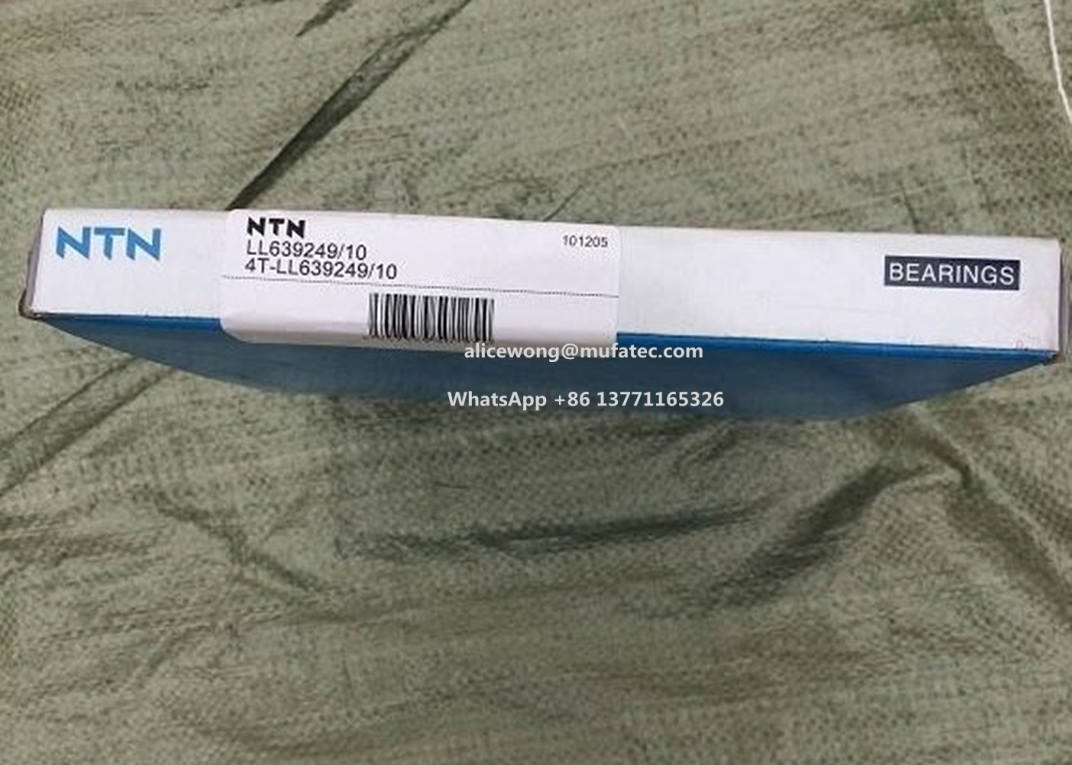 NTN
NTN
LL639249/10
4T-LL639249/10
101205
BEARINGS
alicewong@mufatec.com
WhatsApp +86 13771165326